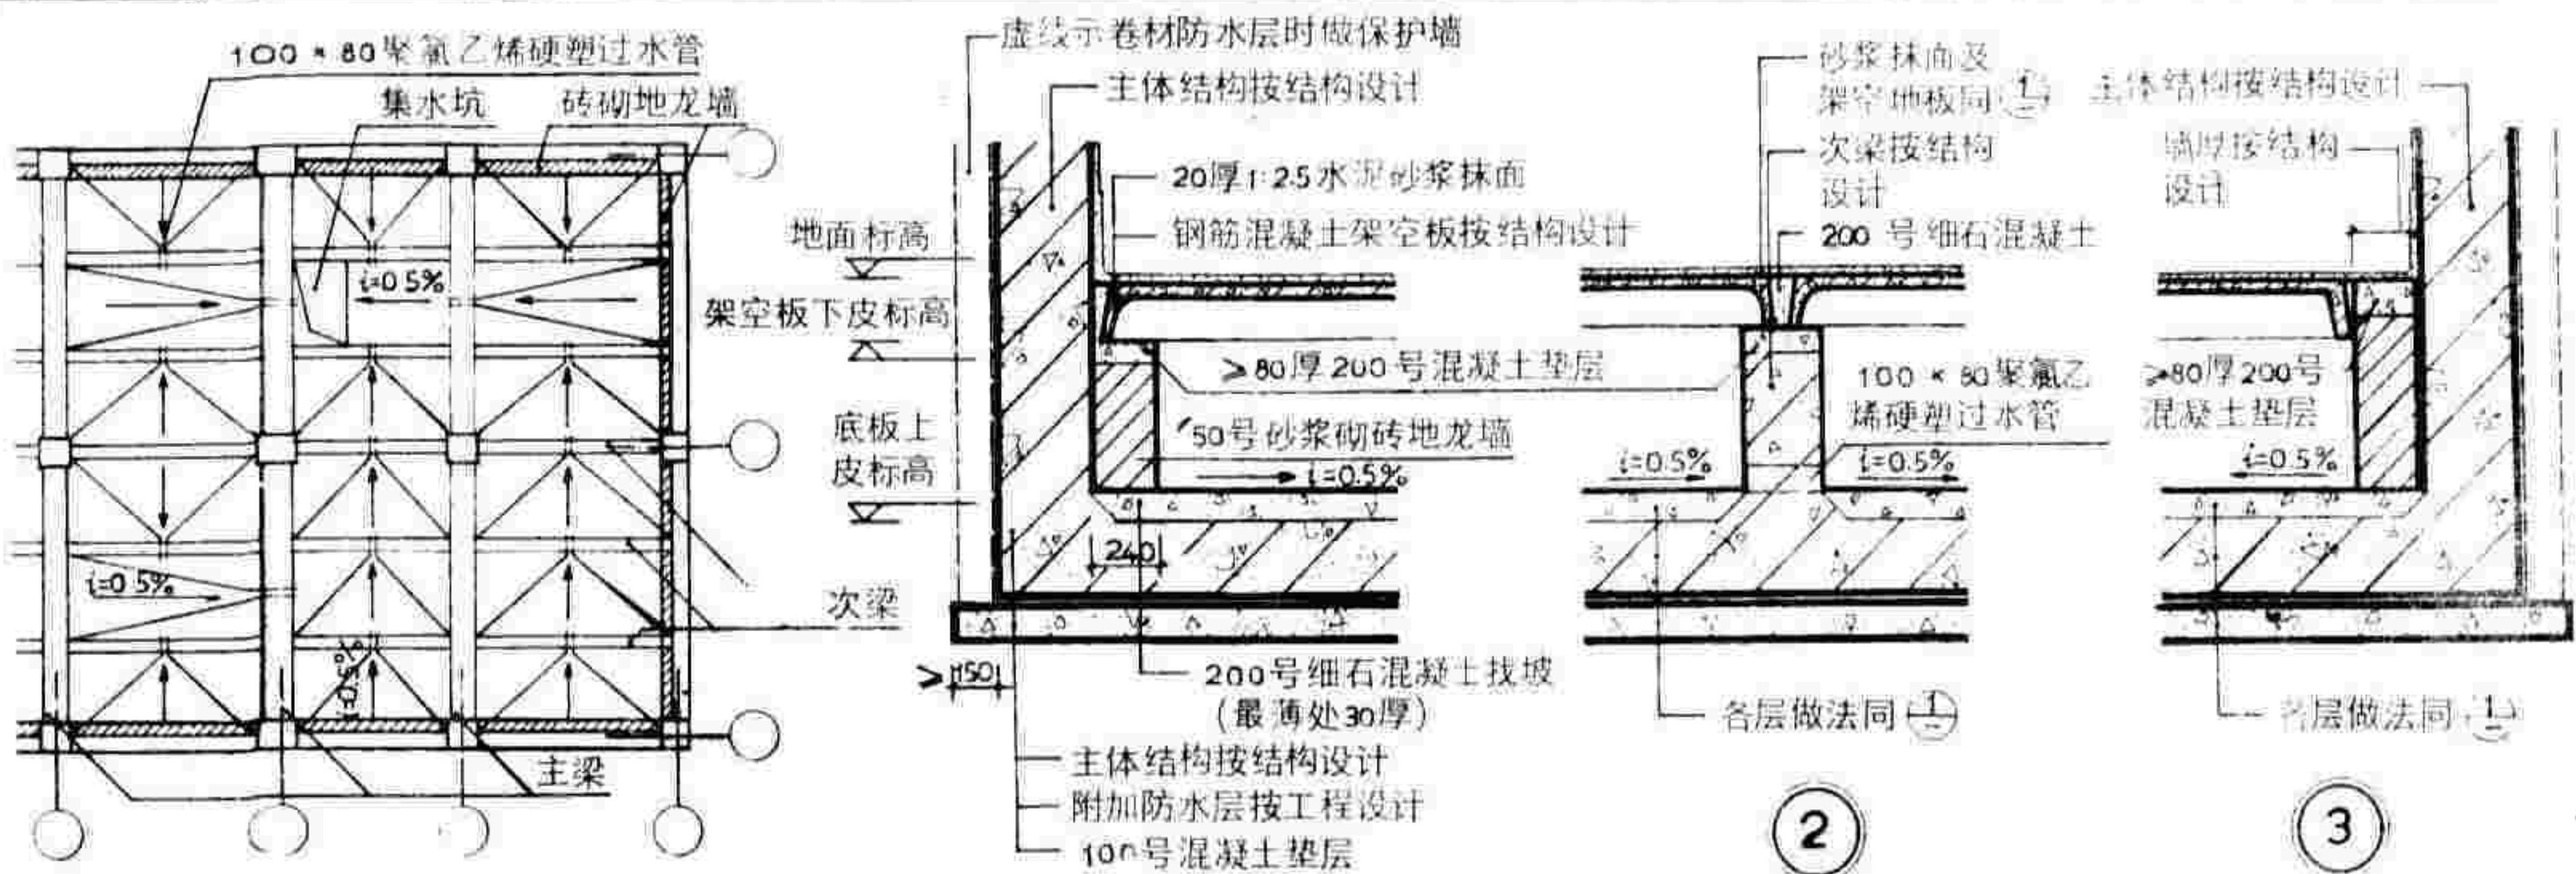 100×80聚氯乙烯硬塑过水管
集水坑
砖砌地龙墙
i=0.5%
i=0.5%
i=0.5%
次梁
主梁
虚线示卷材防水层时做保护墙
主体结构按结构设计
20厚1:2.5水泥砂浆抹面
钢筋混凝土架空板按结构设计
地面标高
架空板下皮标高
底板上
皮标高
≥80厚200号混凝土垫层
50号砂浆砌砖地龙墙
i=0.5%
240
≥150
200号细石混凝土找坡
(最薄处30厚)
主体结构按结构设计
附加防水层按工程设计
100号混凝土垫层
砂浆抹面及
架空地板同 1/–
次梁按结构
设计
200号细石混凝土
100×80聚氯乙
烯硬塑过水管
i=0.5%
i=0.5%
各层做法同 1/–
2
主体结构按结构设计
墙厚按结构
设计
≥80厚200号
混凝土垫层
i=0.5%
各层做法同 1/–
3